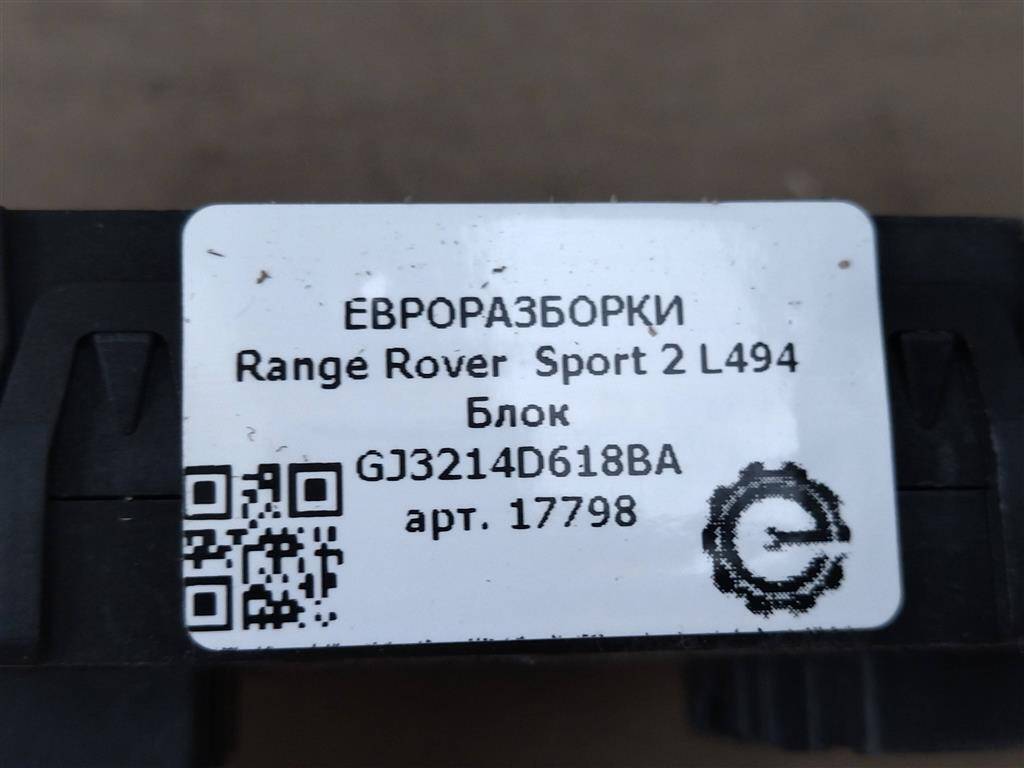 ЕВРОРАЗБОРКИ
Range Rover Sport 2 L494
Блок
GJ3214D618BA
арт. 17798